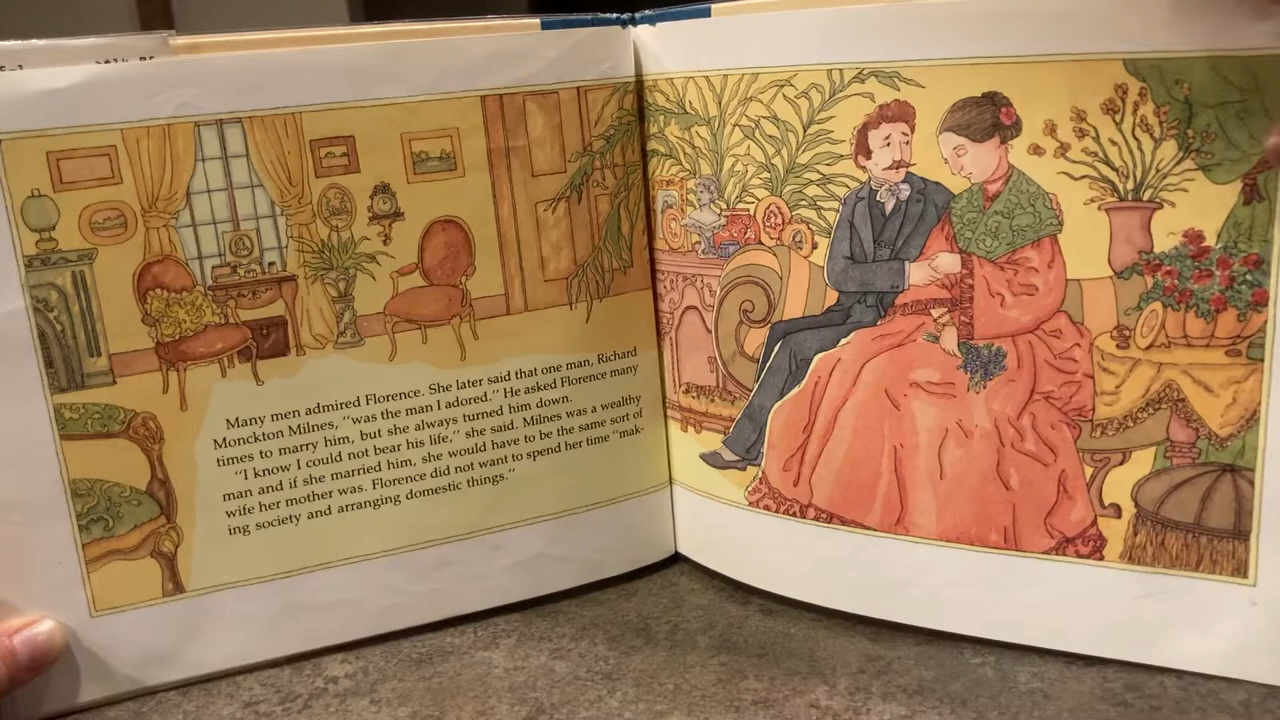 Many men admired Florence. She later said that one man, Richard
Monckton Milnes, "was the man I adored." He asked Florence many
times to marry him, but she always turned him down.
"I know I could not bear his life," she said. Milnes was a wealthy
man and if she married him, she would have to be the same sort of
wife her mother was. Florence did not want to spend her time "mak-
ing society and arranging domestic things."